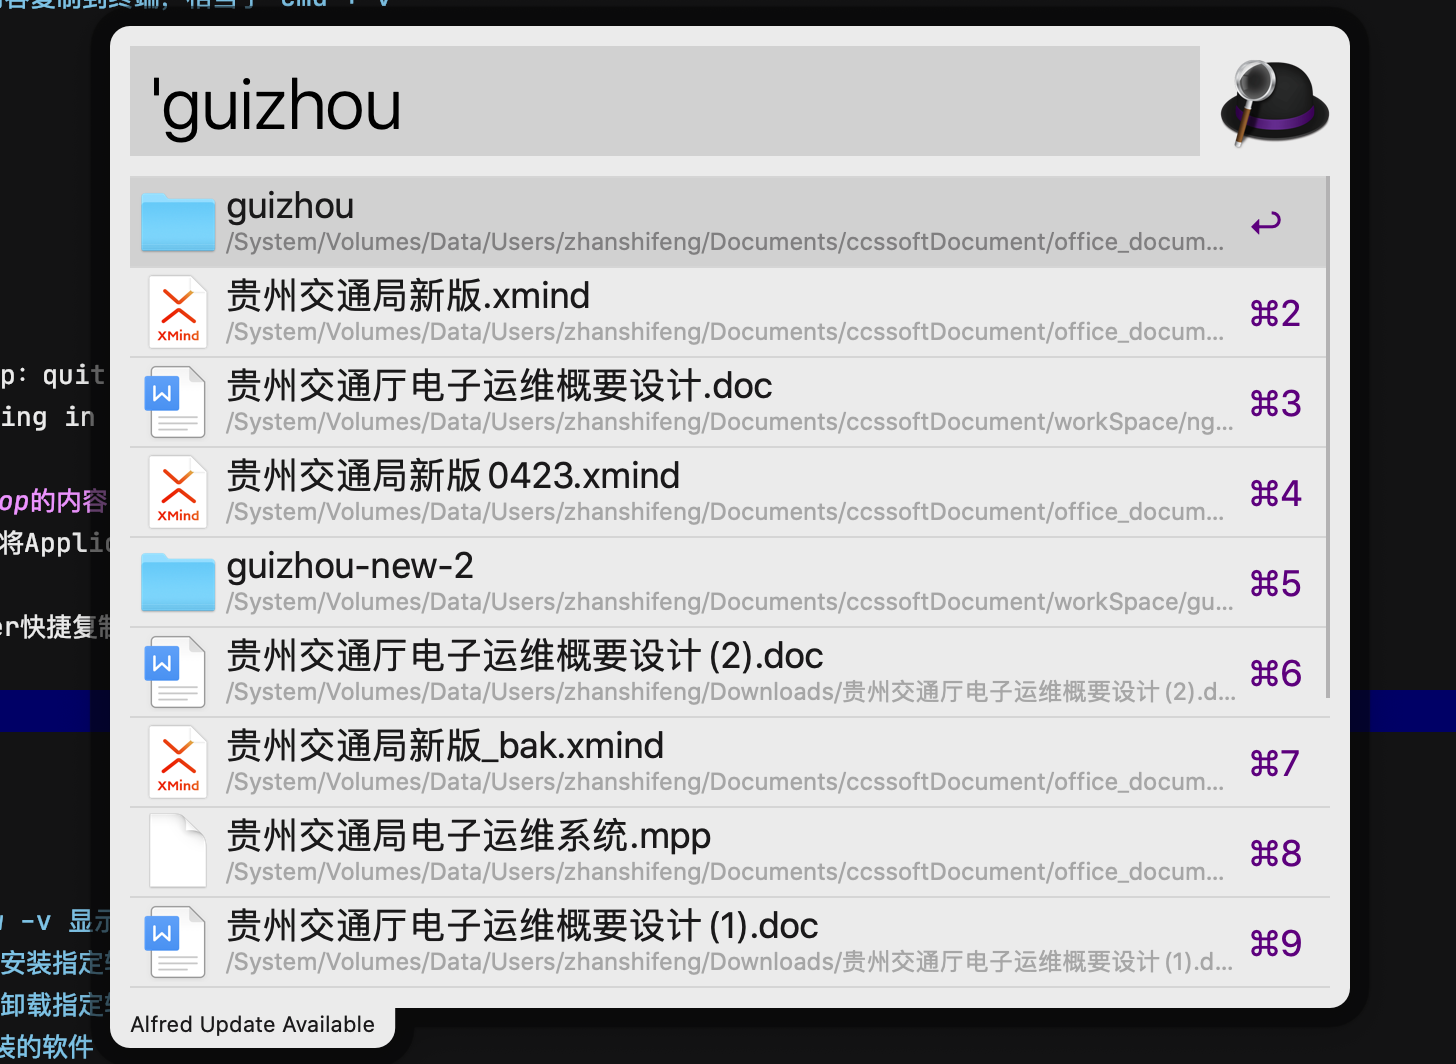 cmd + v
'guizhou
guizhou
/System/Volumes/Data/Users/zhanshifeng/Documents/ccssoftDocument/office_docum...
贵州交通局新版.xmind
XMind
/System/Volumes/Data/Users/zhanshifeng/Documents/ccssoftDocument/office_docum...
⌘2
p: quit
贵州交通厅电子运维概要设计.doc
W
/System/Volumes/Data/Users/zhanshifeng/Documents/ccssoftDocument/workSpace/ng...
⌘3
ing in
贵州交通局新版0423.xmind
XMind
/System/Volumes/Data/Users/zhanshifeng/Documents/ccssoftDocument/office_docum...
⌘4
op的内容
将Applic
guizhou-new-2
/System/Volumes/Data/Users/zhanshifeng/Documents/ccssoftDocument/workSpace/gu...
⌘5
er快捷复制
贵州交通厅电子运维概要设计 (2).doc
W
/System/Volumes/Data/Users/zhanshifeng/Downloads/贵州交通厅电子运维概要设计 (2).d...
⌘6
贵州交通局新版_bak.xmind
XMind
/System/Volumes/Data/Users/zhanshifeng/Documents/ccssoftDocument/office_docum...
⌘7
贵州交通局电子运维系统.mpp
/System/Volumes/Data/Users/zhanshifeng/Documents/ccssoftDocument/office_docum...
⌘8
贵州交通厅电子运维概要设计 (1).doc
W
/System/Volumes/Data/Users/zhanshifeng/Downloads/贵州交通厅电子运维概要设计 (1).d...
⌘9
-v 显示
安装指定
卸载指定
装的软件
Alfred Update Available